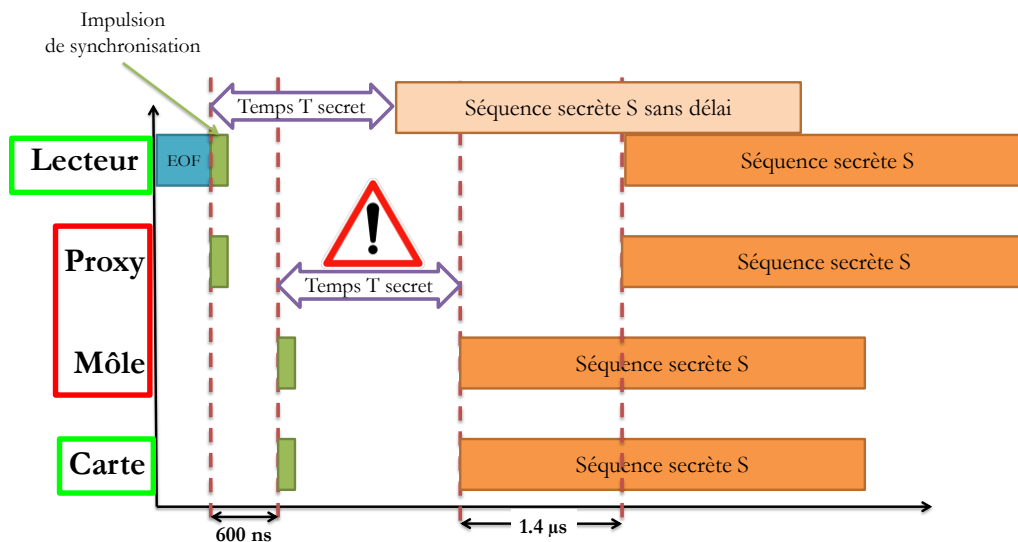 Impulsion
de synchronisation
Temps T secret
Séquence secrète S sans délai
Lecteur
EOF
Séquence secrète S
Proxy
Séquence secrète S
Temps T secret
Môle
Séquence secrète S
Carte
Séquence secrète S
600 ns
1.4 µs